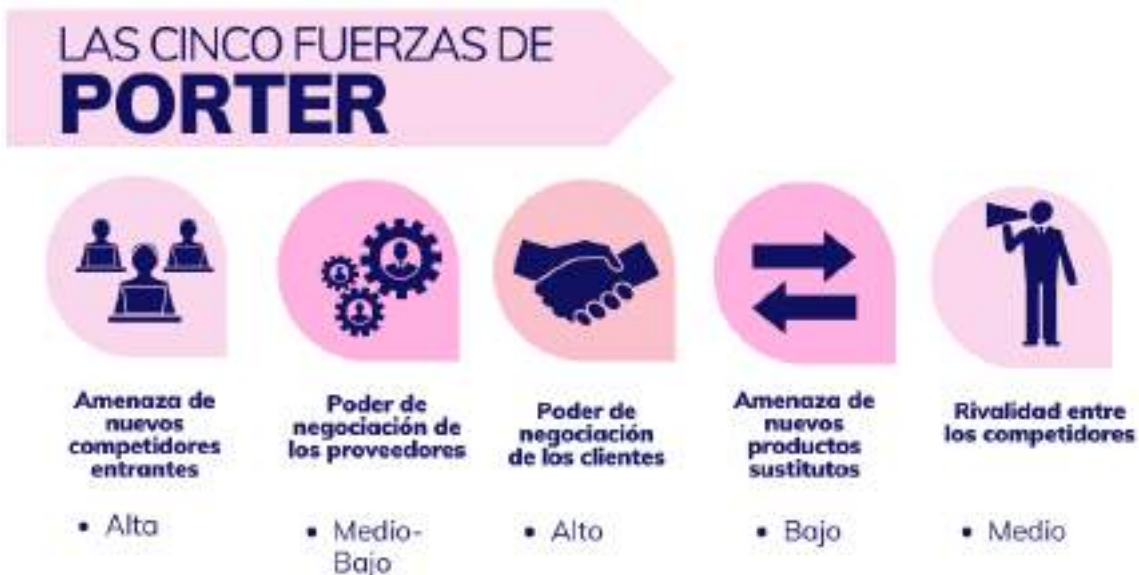 LAS CINCO FUERZAS DE
PORTER
Amenaza de
nuevos
competidores
entrantes
• Alta
Poder de
negociación de
los proveedores
• Medio-
Bajo
Poder de
negociación
de los clientes
• Alto
Amenaza de
nuevos
productos
sustitutos
• Bajo
Rivalidad entre
los competidores
• Medio